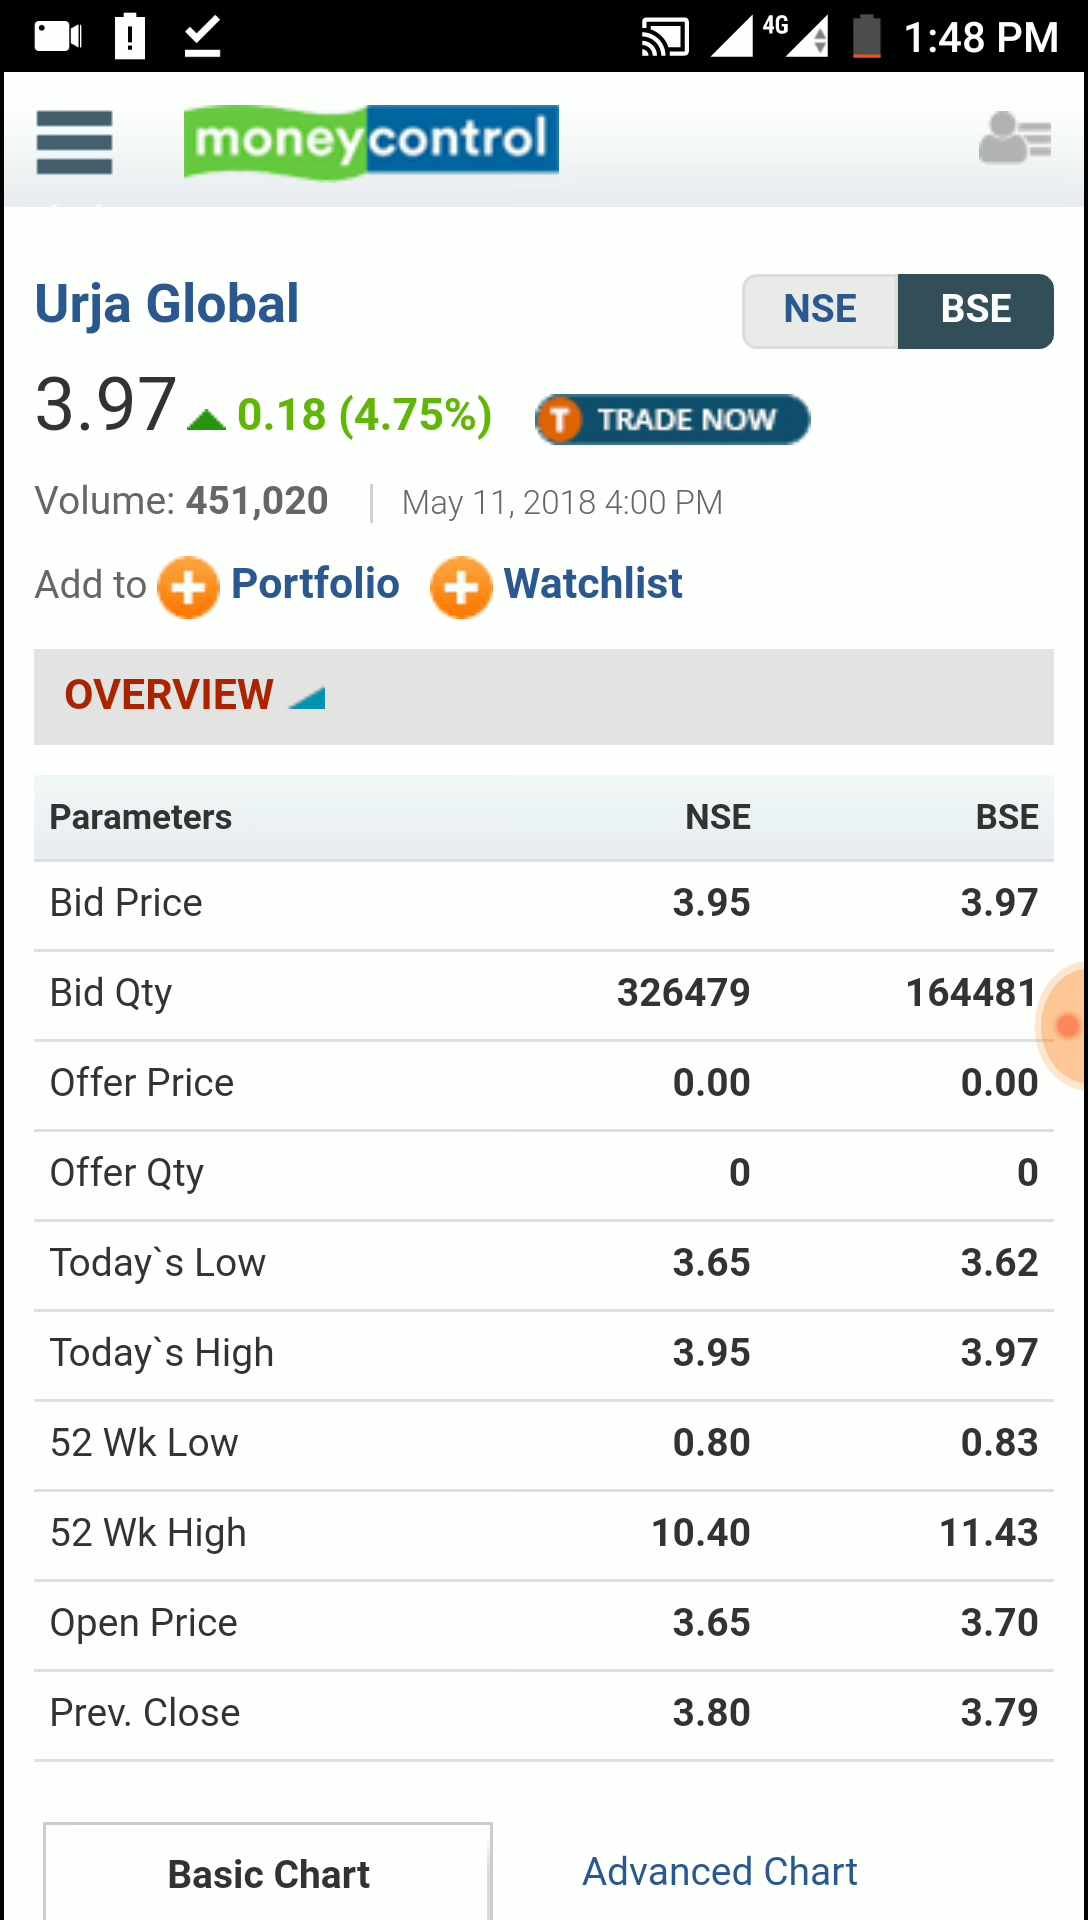 4G 1:48 PM
moneycontrol
Urja Global NSE BSE
3.97 0.18 (4.75%) T TRADE NOW
Volume: 451,020 | May 11, 2018 4:00 PM
Add to Portfolio Watchlist
OVERVIEW
Parameters NSE BSE
Bid Price 3.95 3.97
Bid Qty 326479 164481
Offer Price 0.00 0.00
Offer Qty 0 0
Today`s Low 3.65 3.62
Today`s High 3.95 3.97
52 Wk Low 0.80 0.83
52 Wk High 10.40 11.43
Open Price 3.65 3.70
Prev. Close 3.80 3.79
Basic Chart Advanced Chart